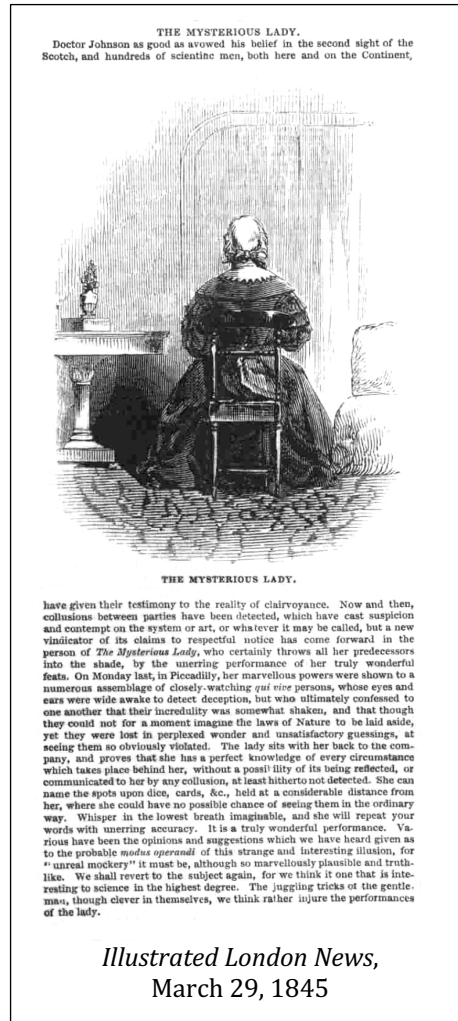 THE MYSTERIOUS LADY.
Doctor Johnson as good as avowed his belief in the second sight of the
Scotch, and hundreds of scientific men, both here and on the Continent,
THE MYSTERIOUS LADY.
have given their testimony to the reality of clairvoyance. Now and then,
collusions between parties have been detected, which have cast suspicion
and contempt on the system or art, or whatever it may be called, but a new
vindicator of its claims to respectful notice has come forward in the
person of The Mysterious Lady, who certainly throws all her predecessors
into the shade, by the unerring performance of her truly wonderful
feats. On Monday last, in Piccadilly, her marvellous powers were shown to a
numerous assemblage of closely-watching qui vive persons, whose eyes and
ears were wide awake to detect deception, but who ultimately confessed to
one another that their incredulity was somewhat shaken, and that though
they could not for a moment imagine the laws of Nature to be laid aside,
yet they were lost in perplexed wonder and unsatisfactory guessings, at
seeing them so obviously violated. The lady sits with her back to the com-
pany, and proves that she has a perfect knowledge of every circumstance
which takes place behind her, without a possibility of its being reflected, or
communicated to her by any collusion, at least hitherto not detected. She can
name the spots upon dice, cards, &c., held at a considerable distance from
her, where she could have no possible chance of seeing them in the ordinary
way. Whisper in the lowest breath imaginable, and she will repeat your
words with unerring accuracy. It is a truly wonderful performance. Va-
rious have been the opinions and suggestions which we have heard given as
to the probable modus operandi of this strange and interesting illusion, for
"unreal mockery" it must be, although so marvellously plausible and truth-
like. We shall revert to the subject again, for we think it one that is inte-
resting to science in the highest degree. The juggling tricks of the gentle-
man, though clever in themselves, we think rather injure the performances
of the lady.
Illustrated London News,
March 29, 1845